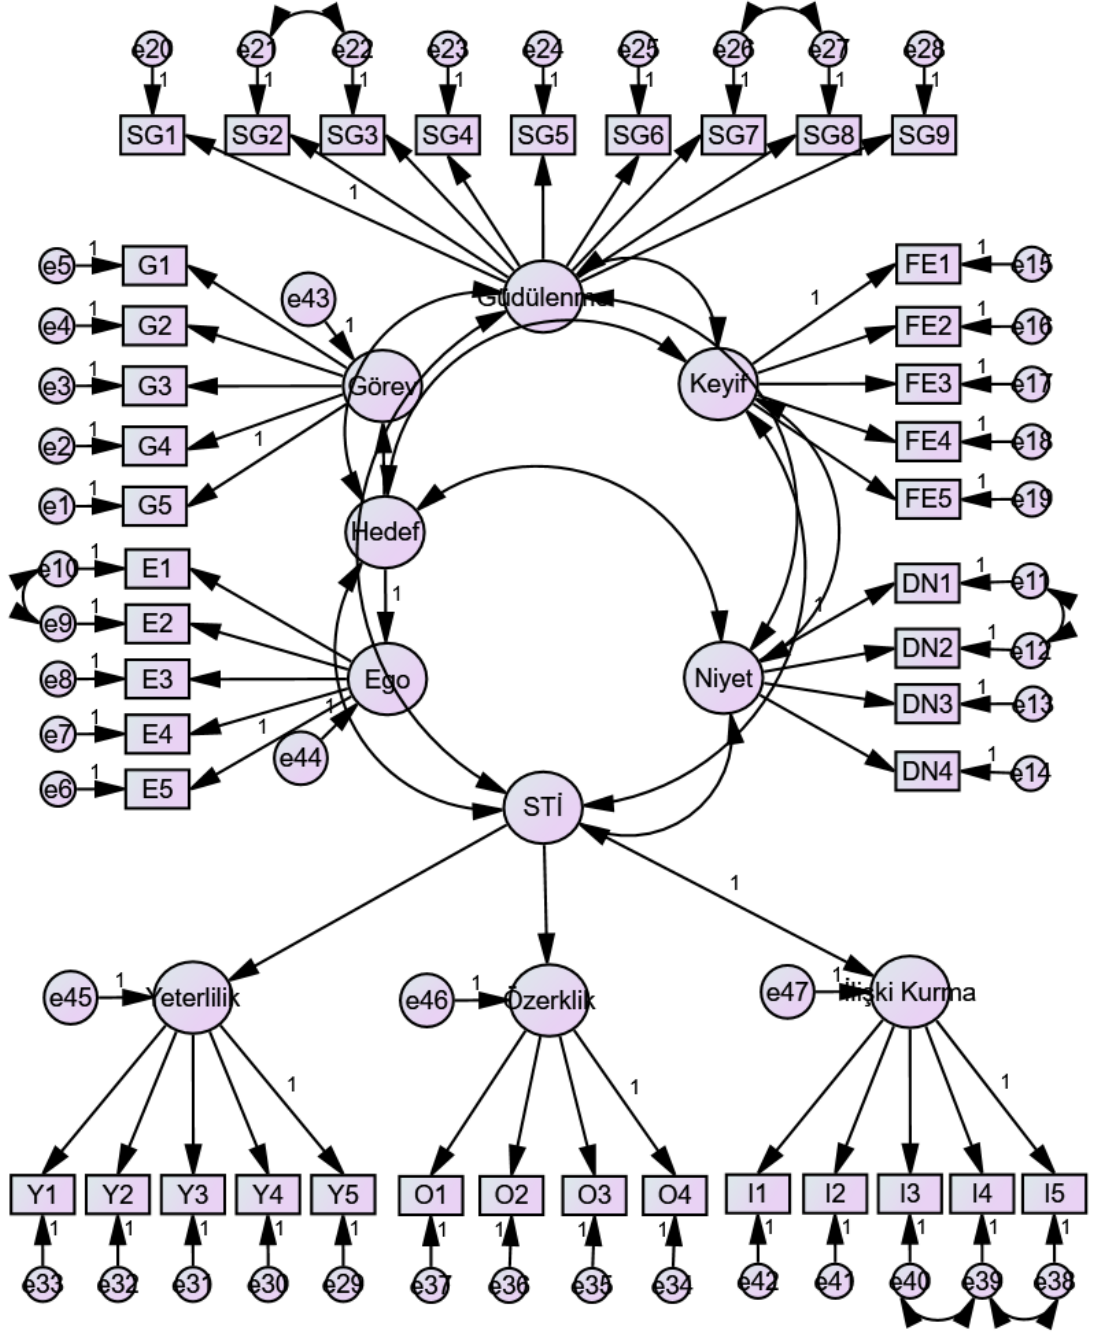 e20 e21 e22 e23 e24 e25 e26 e27 e28
1 1 1 1 1 1 1 1 1
SG1 SG2 SG3 SG4 SG5 SG6 SG7 SG8 SG9
1
e5 1 G1
e4 1 G2
e3 1 G3
e2 1 G4
e1 1 G5
1
e43 1
Görev
Güdülenme
Keyif
1
FE1 1 e15
FE2 1 e16
FE3 1 e17
FE4 1 e18
FE5 1 e19
Hedef
1
e10 1 E1
e9 1 E2
e8 1 E3
e7 1 E4
e6 1 E5
1
Ego
1
e44
Niyet
1
DN1 1 e11
DN2 1 e12
DN3 1 e13
DN4 1 e14
STİ
1
e45 1 Yeterlilik
e46 1 Özerklik
e47 1 İlişki Kurma
1 1 1
Y1 Y2 Y3 Y4 Y5 O1 O2 O3 O4 I1 I2 I3 I4 I5
1 1 1 1 1 1 1 1 1 1 1 1 1 1
e33 e32 e31 e30 e29 e37 e36 e35 e34 e42 e41 e40 e39 e38